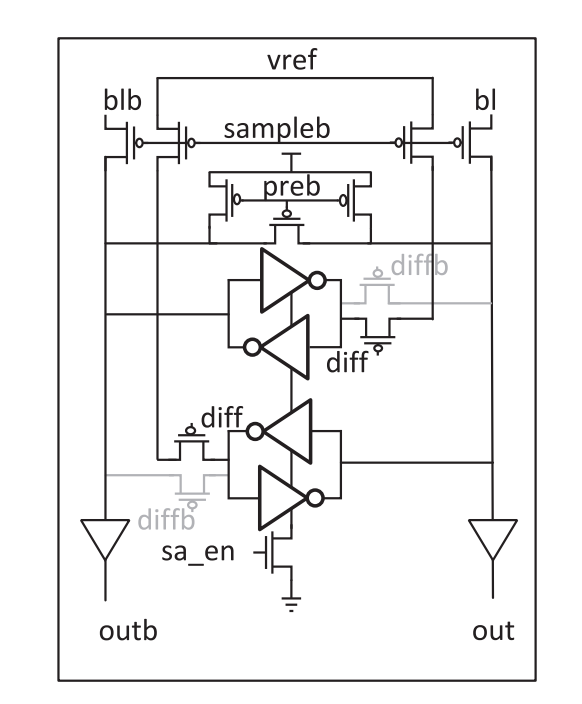 vref
blb
bl
sampleb
preb
diffb
diff
diff
diffb
sa_en
outb
out